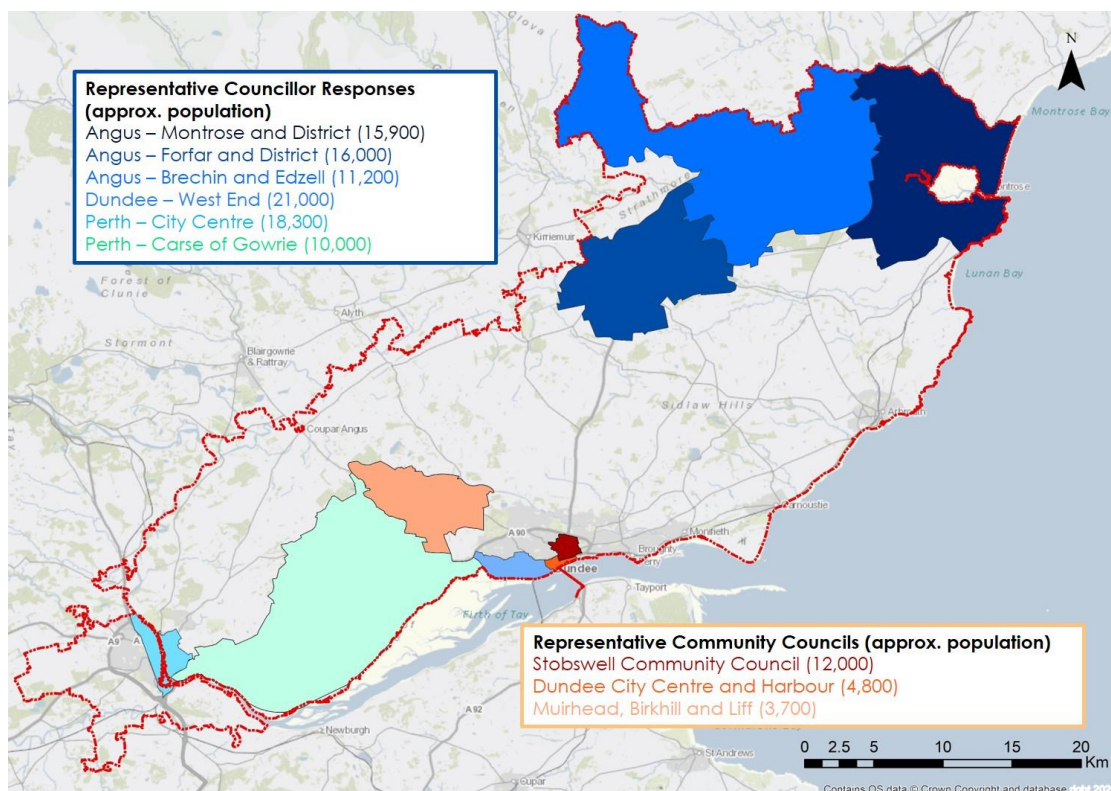 Clova
N
Representative Councillor Responses
(approx. population)
Angus – Montrose and District (15,900)
Angus – Forfar and District (16,000)
Angus – Brechin and Edzell (11,200)
Dundee – West End (21,000)
Perth – City Centre (18,300)
Perth – Carse of Gowrie (10,000)
Montrose Bay
Strathmore
Kirriemuir
Lunan Bay
Forest of
Clunie
Alyth
Stormont
Blairgowrie
& Rattray
Sidlaw Hills
Coupar Angus
A 90
Monifieth
Broughty
Ferry
Tayport
Firth of Tay
A9
Representative Community Councils (approx. population)
Stobswell Community Council (12,000)
Dundee City Centre and Harbour (4,800)
Muirhead, Birkhill and Liff (3,700)
A 92
Newburgh
St Andrews
Cupar
0 2.5 5 10 15 20
Km
Contains OS data © Crown Copyright and database